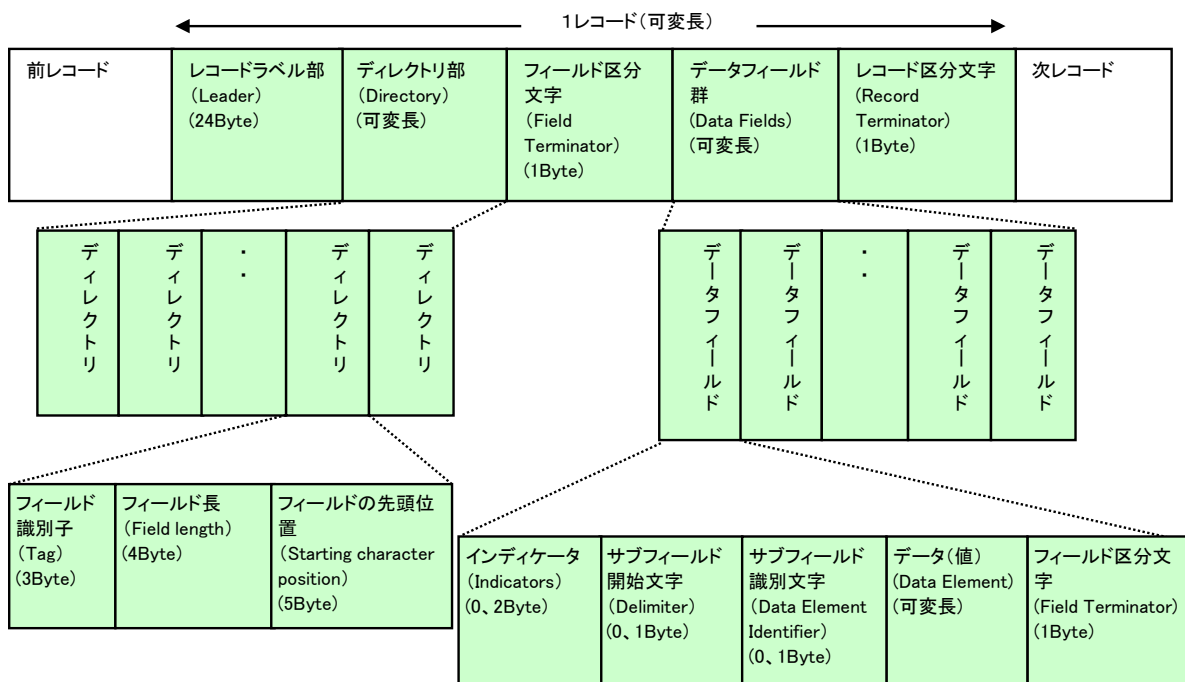 1レコード(可変長)
前レコード
レコードラベル部
(Leader)
(24Byte)
ディレクトリ部
(Directory)
(可変長)
フィールド区分
文字
(Field
Terminator)
(1Byte)
データフィールド
群
(Data Fields)
(可変長)
レコード区分文字
(Record
Terminator)
(1Byte)
次レコード
ディレクトリ
ディレクトリ
・・
ディレクトリ
ディレクトリ
データフィールド
データフィールド
・・
データフィールド
データフィールド
フィールド
識別子
(Tag)
(3Byte)
フィールド長
(Field length)
(4Byte)
フィールドの先頭位
置
(Starting character
position)
(5Byte)
インディケータ
(Indicators)
(0、2Byte)
サブフィールド
開始文字
(Delimiter)
(0、1Byte)
サブフィールド
識別文字
(Data Element
Identifier)
(0、1Byte)
データ(値)
(Data Element)
(可変長)
フィールド区分文
字
(Field Terminator)
(1Byte)